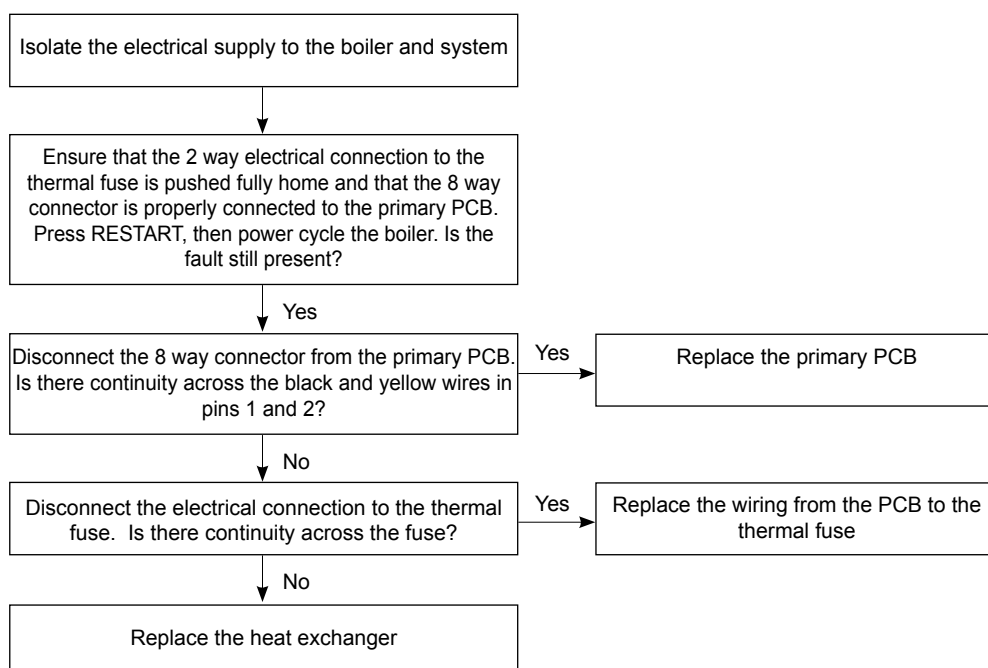 Isolate the electrical supply to the boiler and system
Ensure that the 2 way electrical connection to the
thermal fuse is pushed fully home and that the 8 way
connector is properly connected to the primary PCB.
Press RESTART, then power cycle the boiler. Is the
fault still present?
Yes
Disconnect the 8 way connector from the primary PCB.
Is there continuity across the black and yellow wires in
pins 1 and 2?
Yes
Replace the primary PCB
No
Disconnect the electrical connection to the thermal
fuse.  Is there continuity across the fuse?
Yes
Replace the wiring from the PCB to the
thermal fuse
No
Replace the heat exchanger